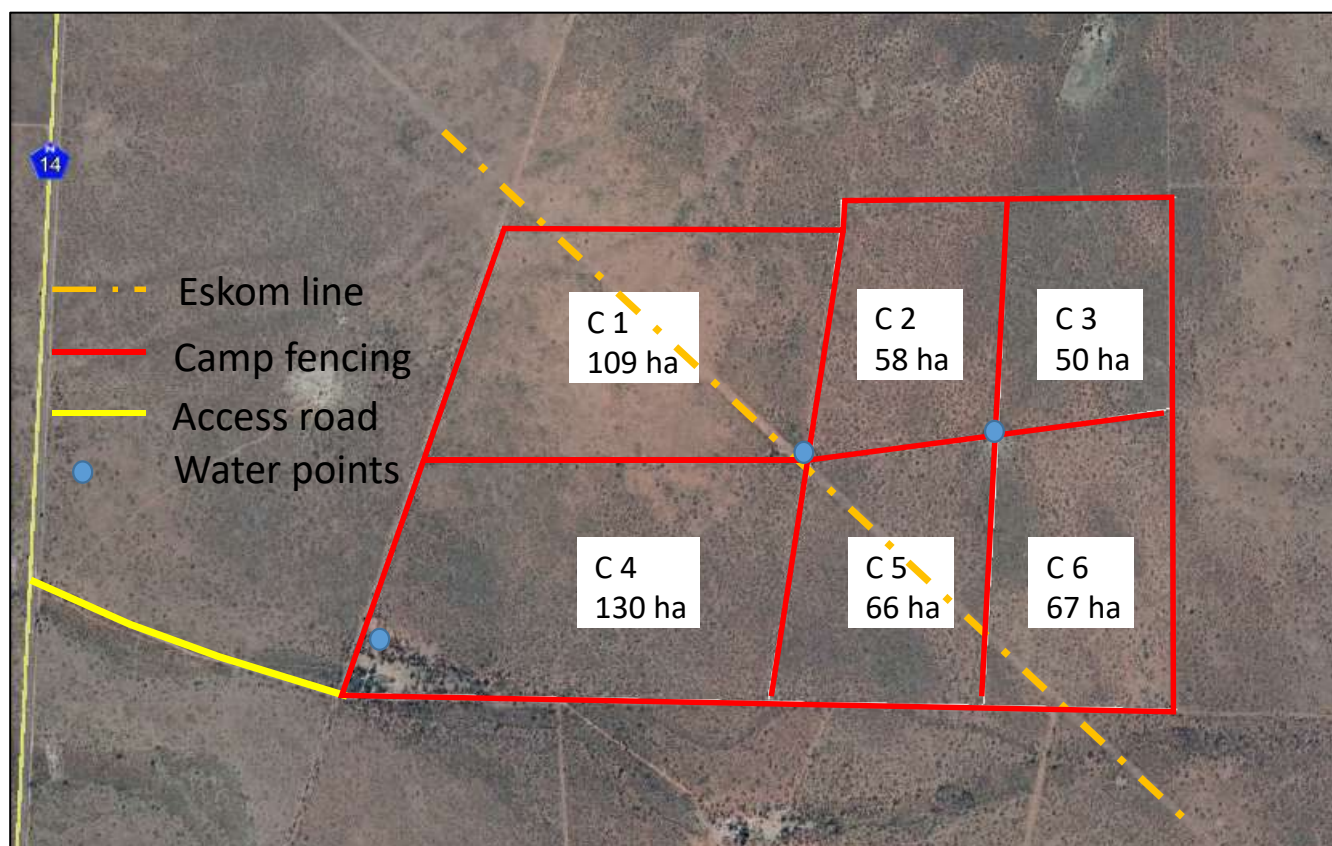 N
14
Eskom line
Camp fencing
Access road
Water points
C 1
109 ha
C 2
58 ha
C 3
50 ha
C 4
130 ha
C 5
66 ha
C 6
67 ha